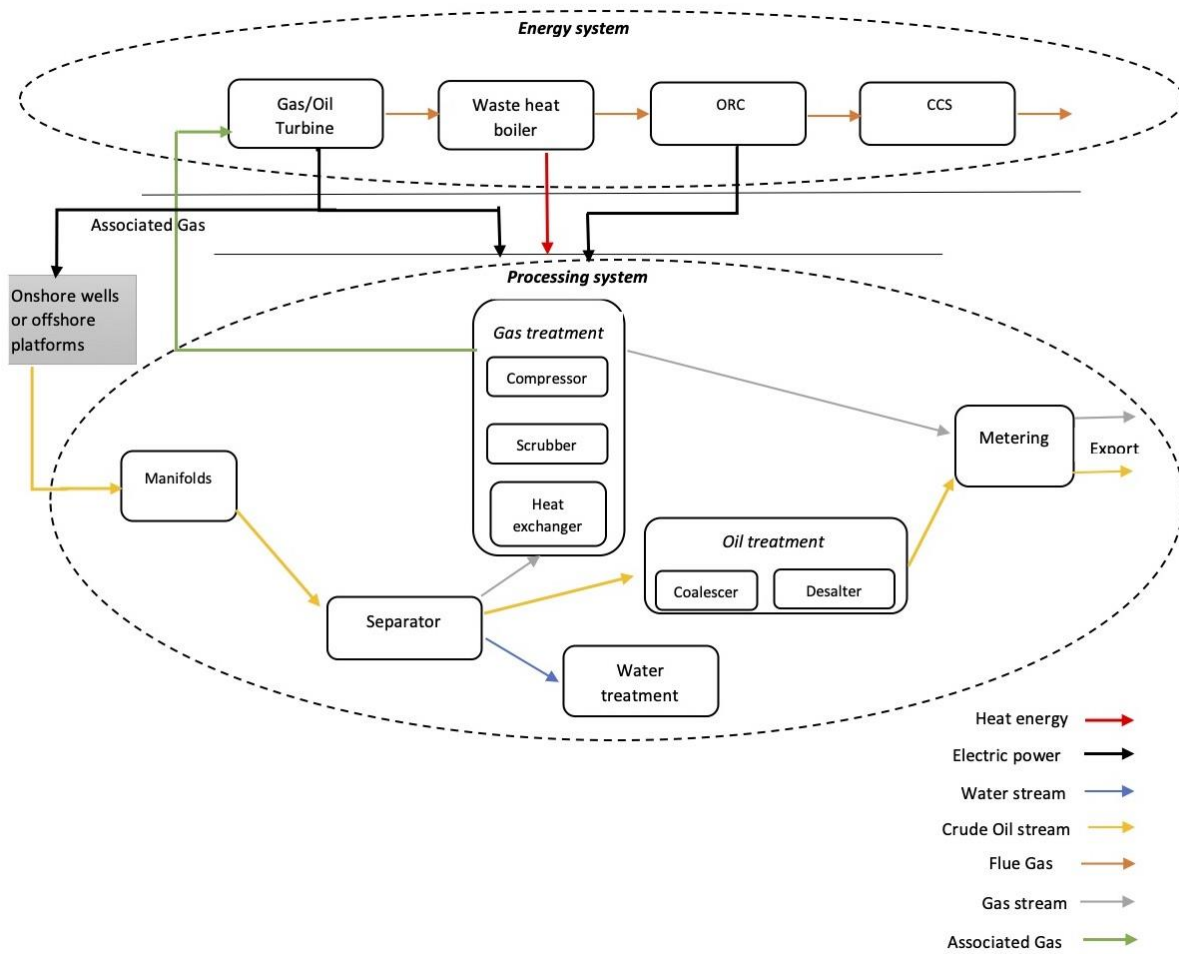 Energy system
Gas/Oil
Turbine
Waste heat
boiler
ORC
CCS
Associated Gas
Processing system
Onshore wells
or offshore
platforms
Gas treatment
Compressor
Scrubber
Heat
exchanger
Manifolds
Metering
Export
Oil treatment
Coalescer
Desalter
Separator
Water
treatment
Heat energy
Electric power
Water stream
Crude Oil stream
Flue Gas
Gas stream
Associated Gas